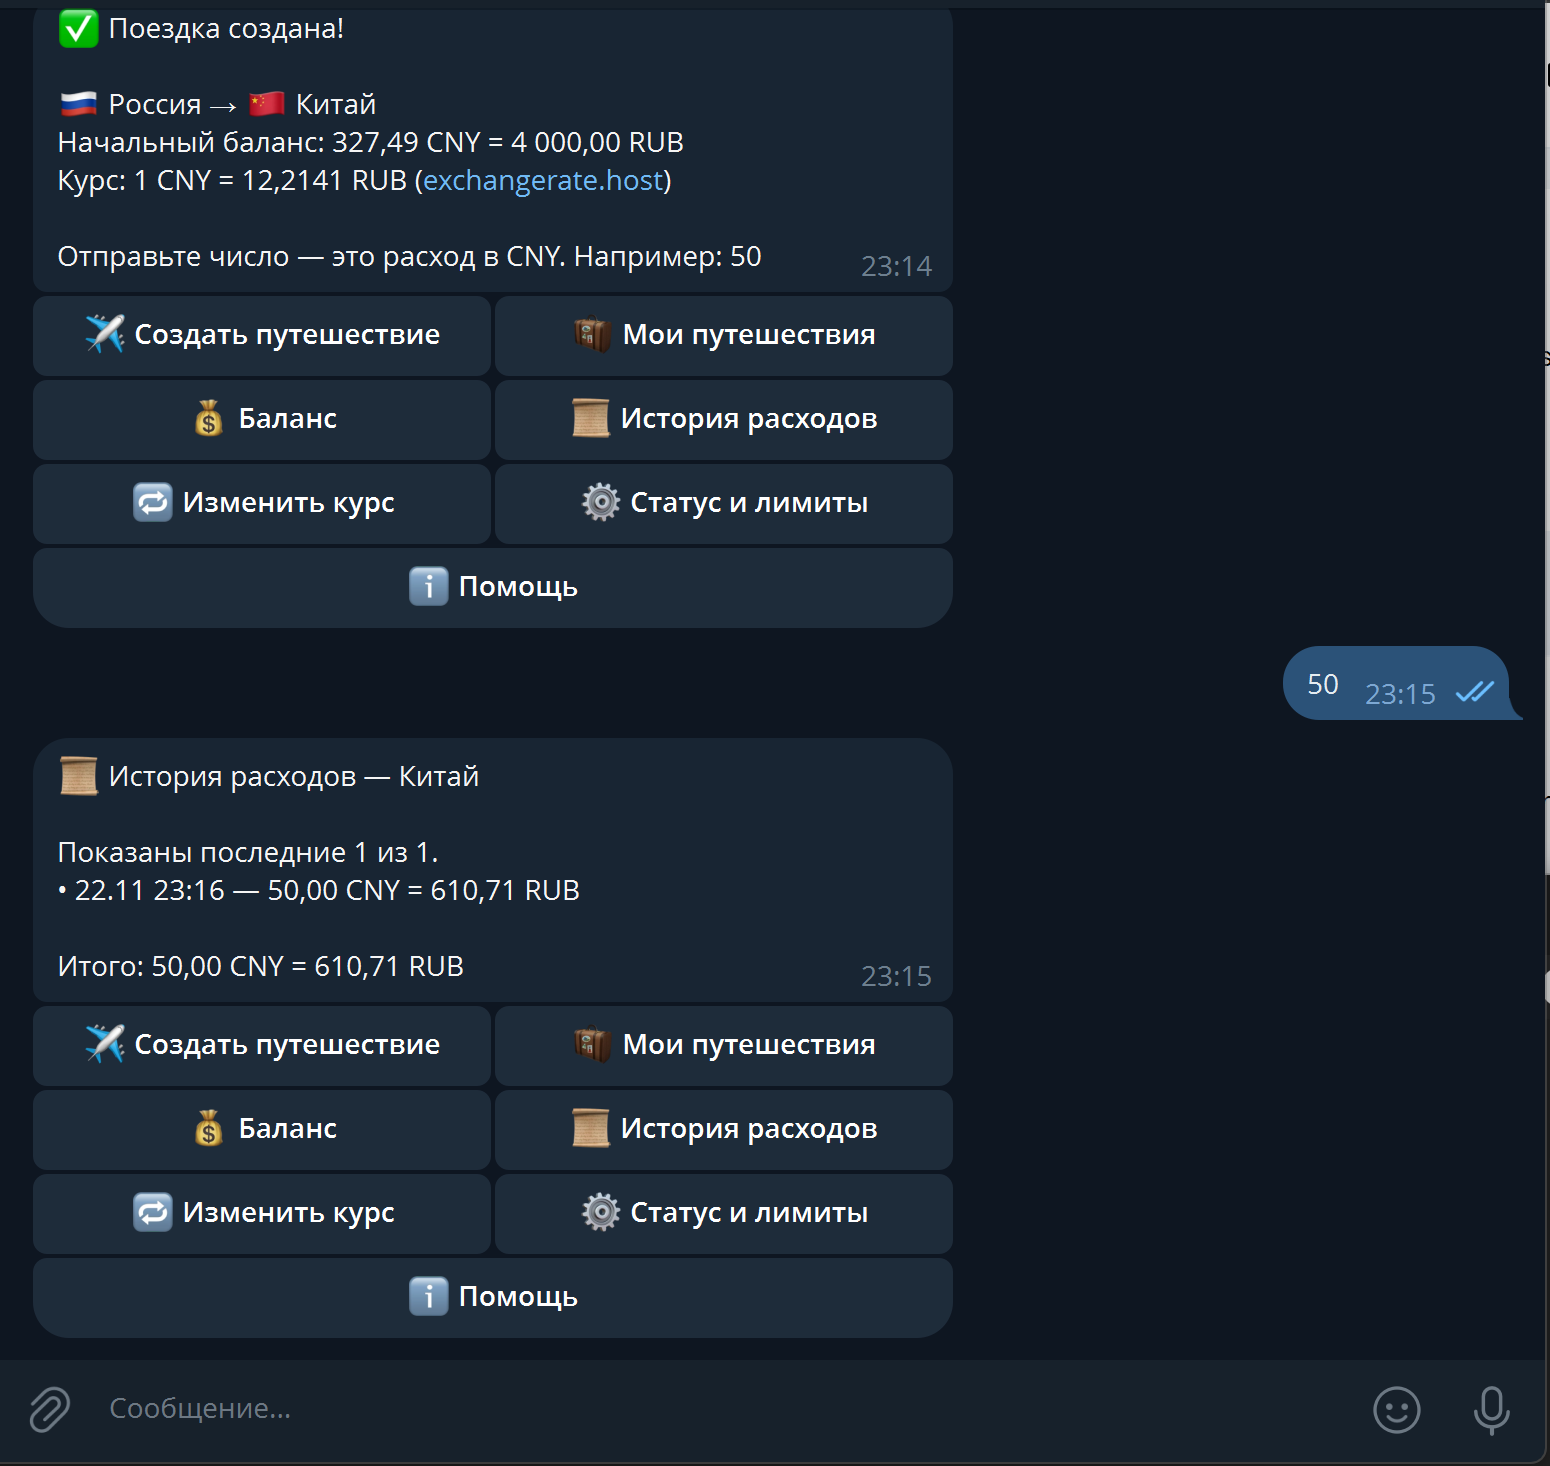 ✅ Поездка создана!
🇷🇺 Россия → 🇨🇳 Китай
Начальный баланс: 327,49 CNY = 4 000,00 RUB
Курс: 1 CNY = 12,2141 RUB (exchangerate.host)
Отправьте число — это расход в CNY. Например: 50
23:14
✈️ Создать путешествие
🧳 Мои путешествия
💰 Баланс
📜 История расходов
🔁 Изменить курс
⚙️ Статус и лимиты
ℹ️ Помощь
50 23:15
📜 История расходов — Китай
Показаны последние 1 из 1.
• 22.11 23:16 — 50,00 CNY = 610,71 RUB
Итого: 50,00 CNY = 610,71 RUB
23:15
✈️ Создать путешествие
🧳 Мои путешествия
💰 Баланс
📜 История расходов
🔁 Изменить курс
⚙️ Статус и лимиты
ℹ️ Помощь
Сообщение...